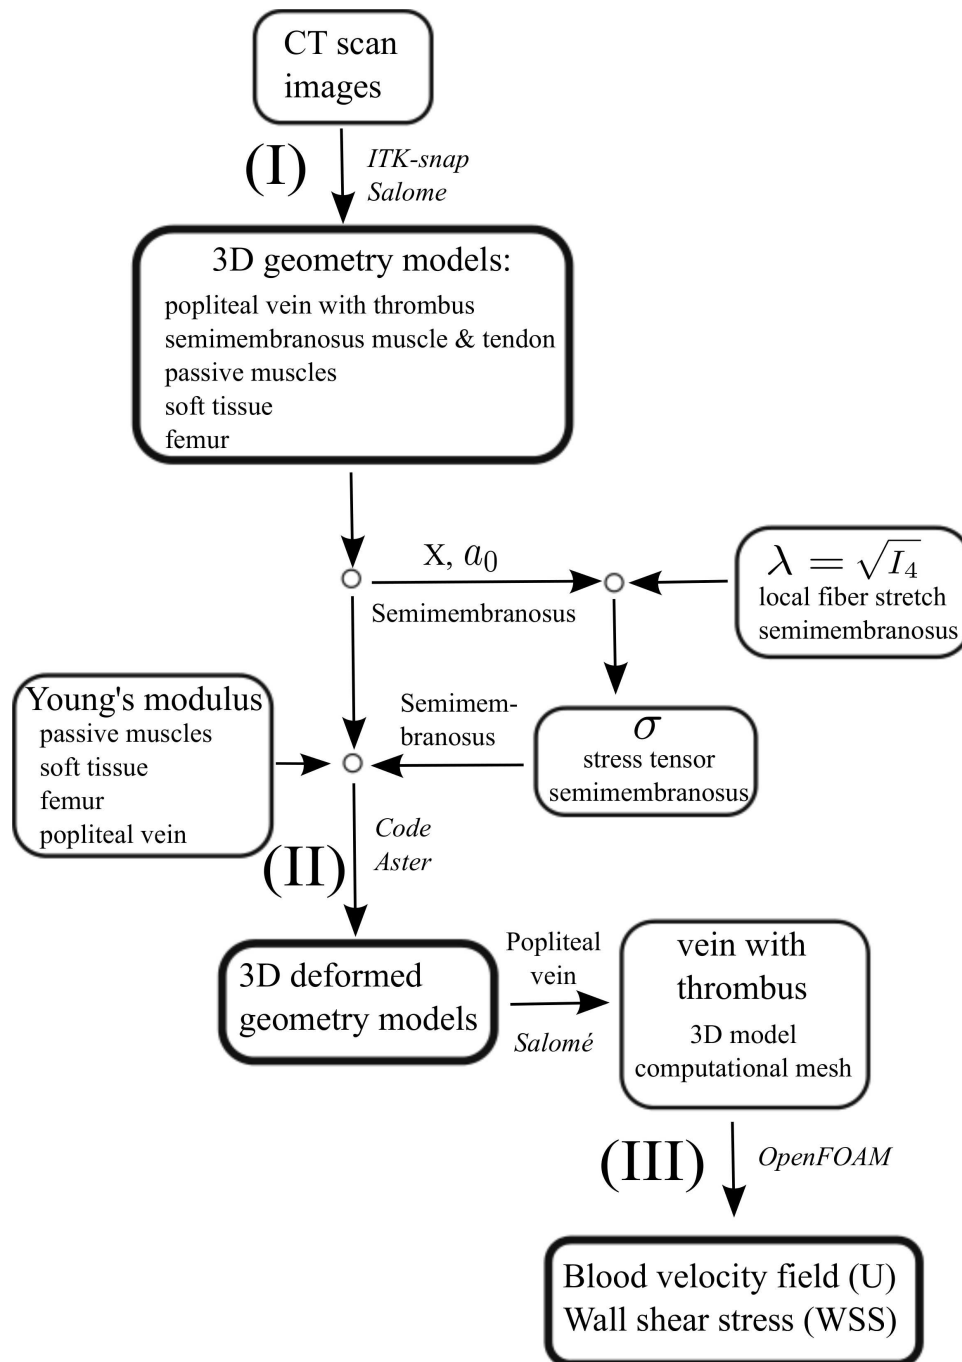 CT scan
images
(I)
ITK-snap
Salome
3D geometry models:
popliteal vein with thrombus
semimembranosus muscle & tendon
passive muscles
soft tissue
femur
X, a₀
Semimembranosus
λ = √I₄
local fiber stretch
semimembranosus
Young's modulus
passive muscles
soft tissue
femur
popliteal vein
Semimem-
branosus
σ
stress tensor
semimembranosus
(II)
Code
Aster
3D deformed
geometry models
Popliteal
vein
Salomé
vein with
thrombus
3D model
computational mesh
(III)
OpenFOAM
Blood velocity field (U)
Wall shear stress (WSS)